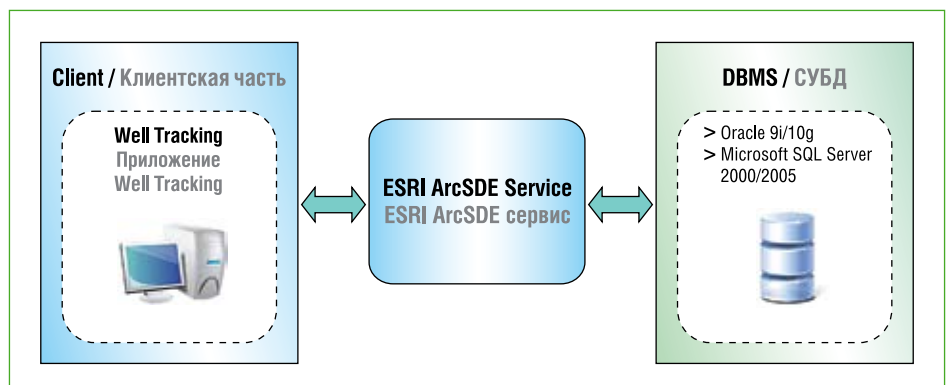 Client / Клиентская часть
Well Tracking
Приложение
Well Tracking
ESRI ArcSDE Service
ESRI ArcSDE сервис
DBMS / СУБД
> Oracle 9i/10g
> Microsoft SQL Server
2000/2005